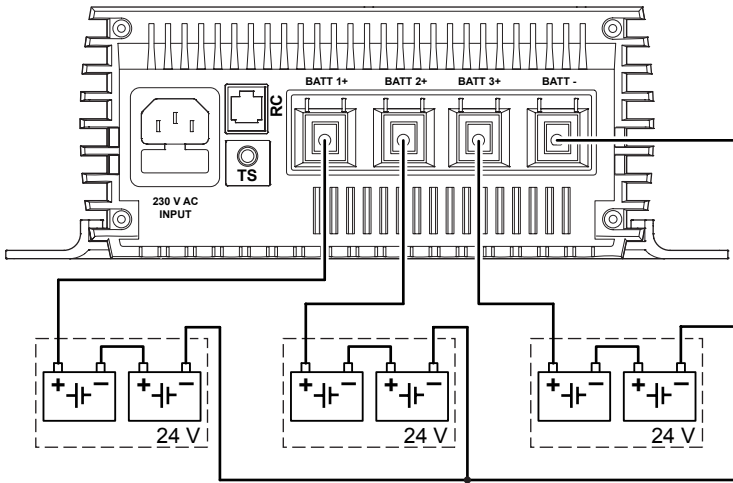 BATT 1+ BATT 2+ BATT 3+ BATT -
RC
TS
230 V AC
INPUT
+ − + − + − + − + − + −
24 V 24 V 24 V